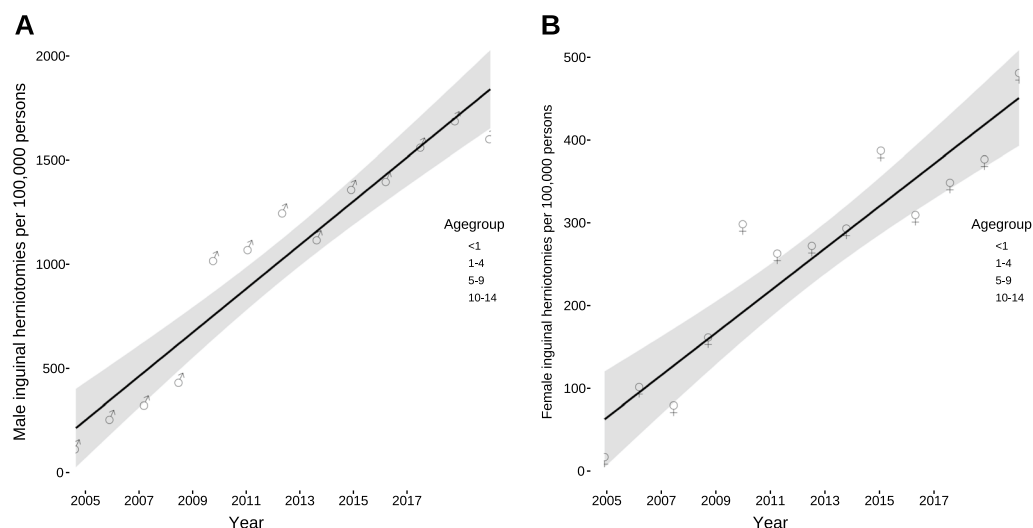 A
Male inguinal herniotomies per 100,000 persons
2000
1500
1000
500
0
2005 2007 2009 2011 2013 2015 2017
Year
Agegroup
<1
1-4
5-9
10-14
B
Female inguinal herniotomies per 100,000 persons
500
400
300
200
100
0
2005 2007 2009 2011 2013 2015 2017
Year
Agegroup
<1
1-4
5-9
10-14